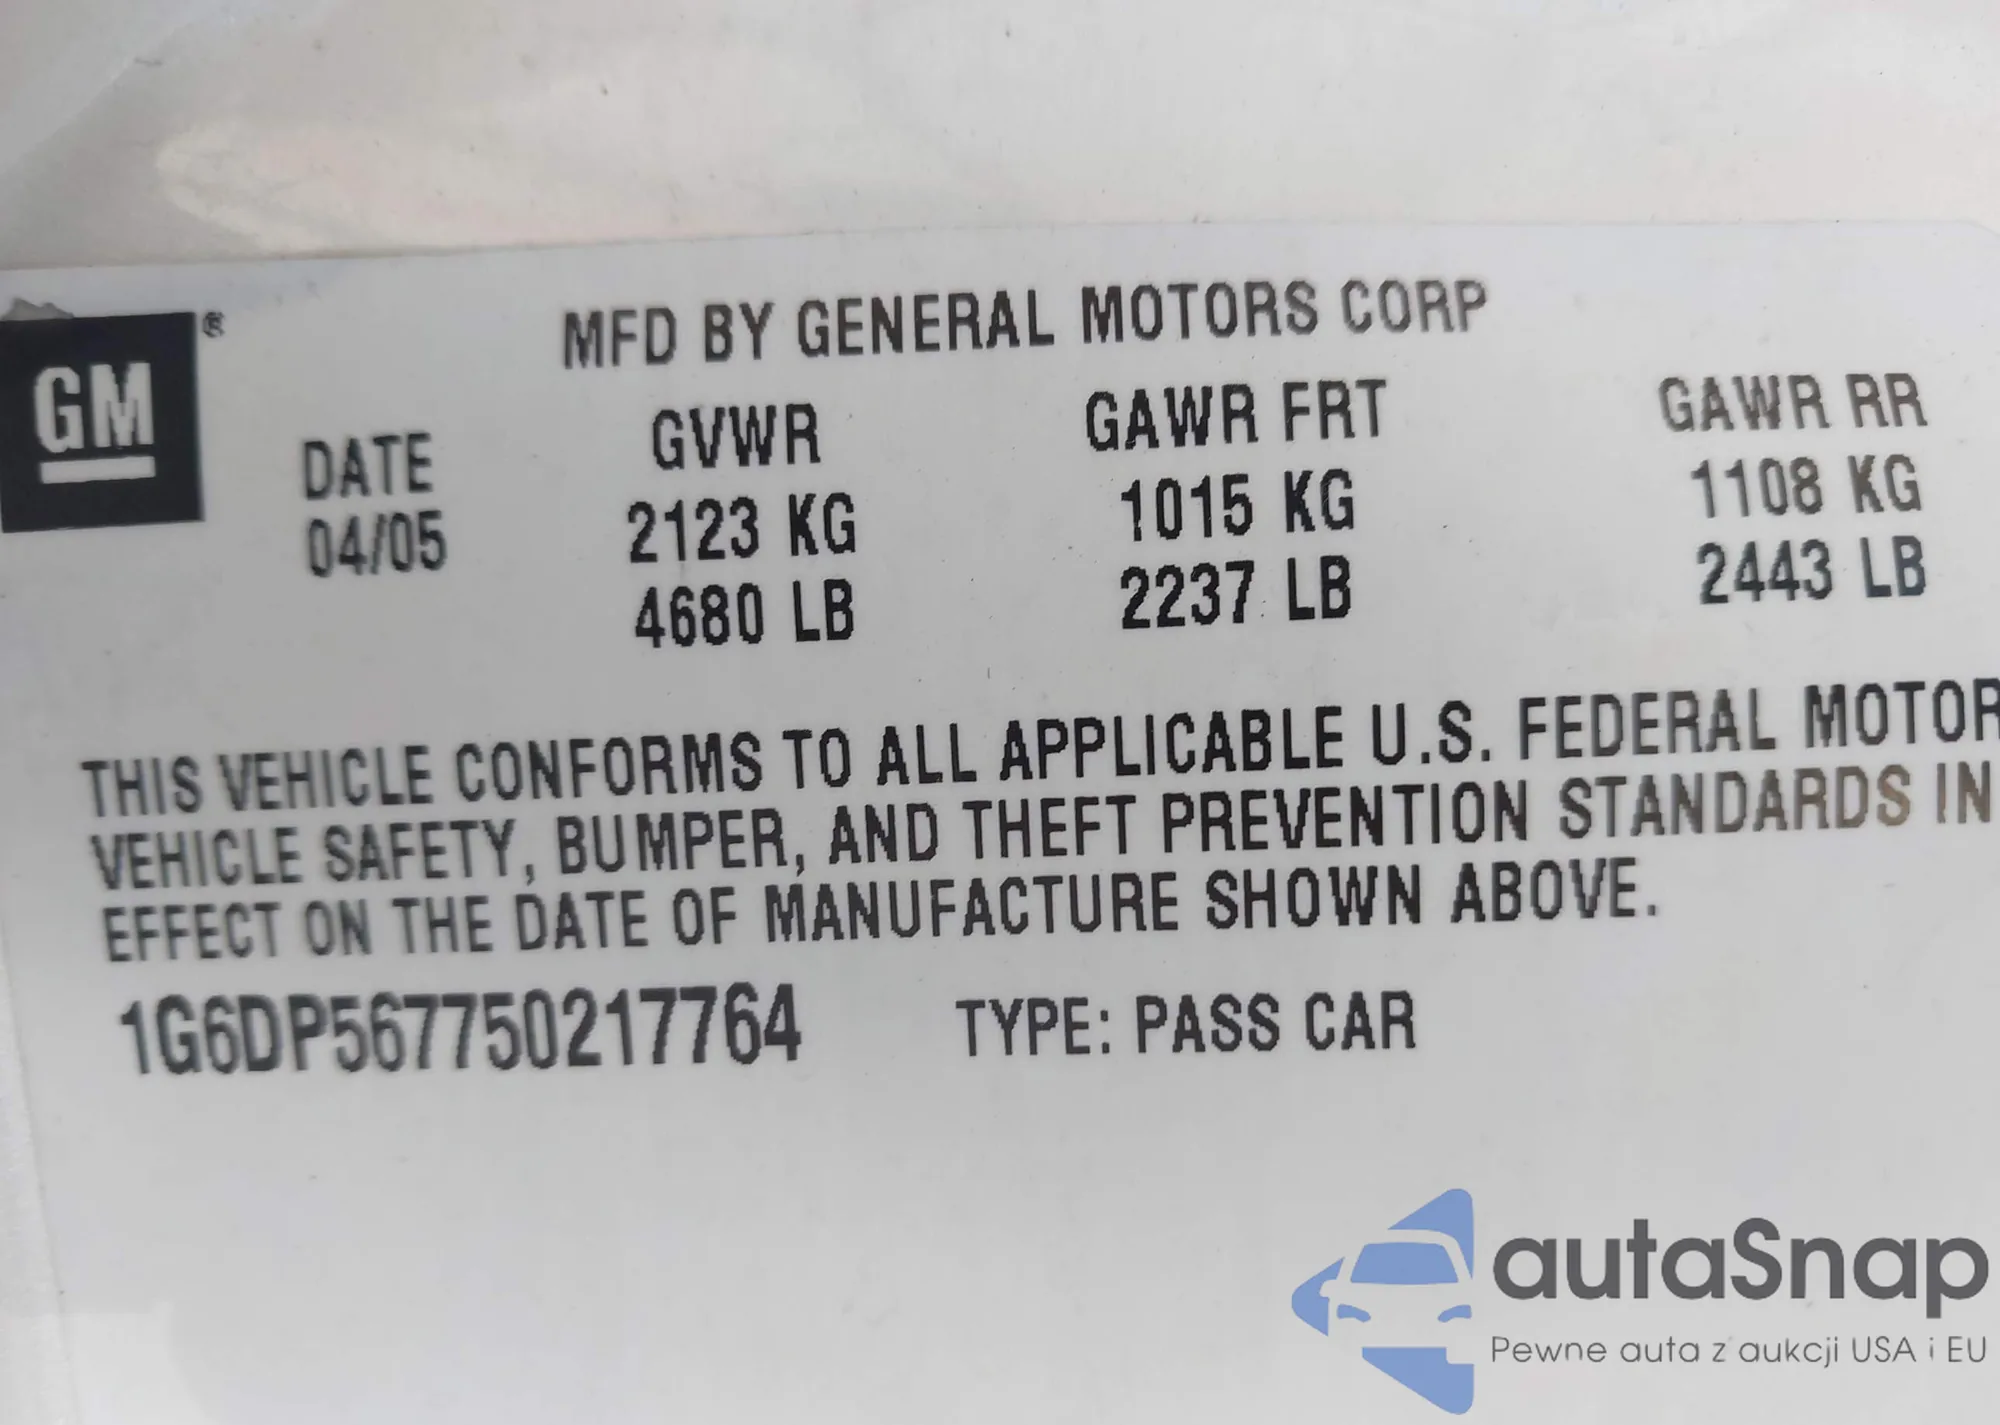 GM ®
MFD BY GENERAL MOTORS CORP
DATE GVWR GAWR FRT GAWR RR
04/05 2123 KG 1015 KG 1108 KG
4680 LB 2237 LB 2443 LB
THIS VEHICLE CONFORMS TO ALL APPLICABLE U.S. FEDERAL MOTOR
VEHICLE SAFETY, BUMPER, AND THEFT PREVENTION STANDARDS IN
EFFECT ON THE DATE OF MANUFACTURE SHOWN ABOVE.
1G6DP567750217764 TYPE: PASS CAR
autaSnap
Pewne auta z aukcji USA i EU